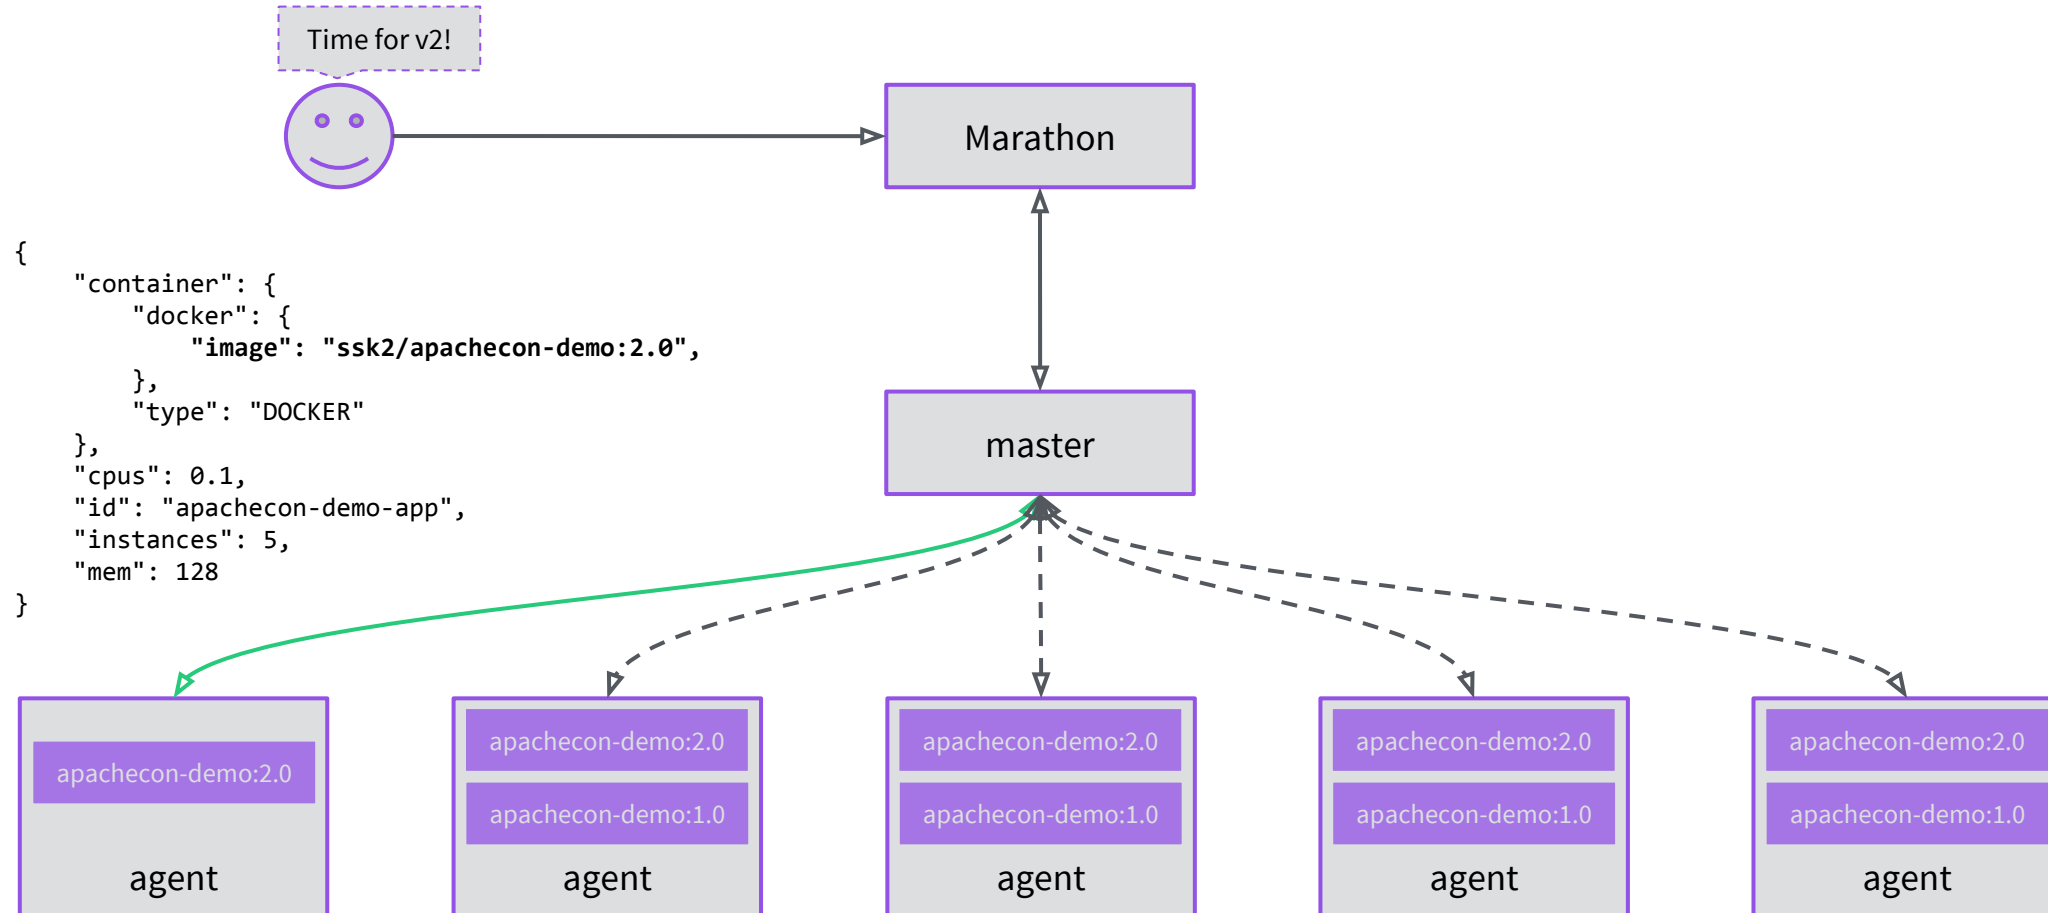 Time for v2!
Marathon
{
    "container": {
        "docker": {
            "image": "ssk2/apachecon-demo:2.0",
        },
        "type": "DOCKER"
    },
    "cpus": 0.1,
    "id": "apachecon-demo-app",
    "instances": 5,
    "mem": 128
}
master
apachecon-demo:2.0
agent
apachecon-demo:2.0
apachecon-demo:1.0
agent
apachecon-demo:2.0
apachecon-demo:1.0
agent
apachecon-demo:2.0
apachecon-demo:1.0
agent
apachecon-demo:2.0
apachecon-demo:1.0
agent